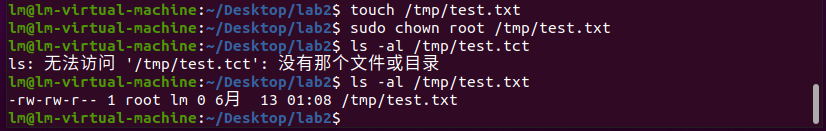 lm@lm-virtual-machine:~/Desktop/lab2$ touch /tmp/test.txt
lm@lm-virtual-machine:~/Desktop/lab2$ sudo chown root /tmp/test.txt
lm@lm-virtual-machine:~/Desktop/lab2$ ls -al /tmp/test.tct
ls: 无法访问 '/tmp/test.tct': 没有那个文件或目录
lm@lm-virtual-machine:~/Desktop/lab2$ ls -al /tmp/test.txt
-rw-rw-r-- 1 root lm 0 6月  13 01:08 /tmp/test.txt
lm@lm-virtual-machine:~/Desktop/lab2$